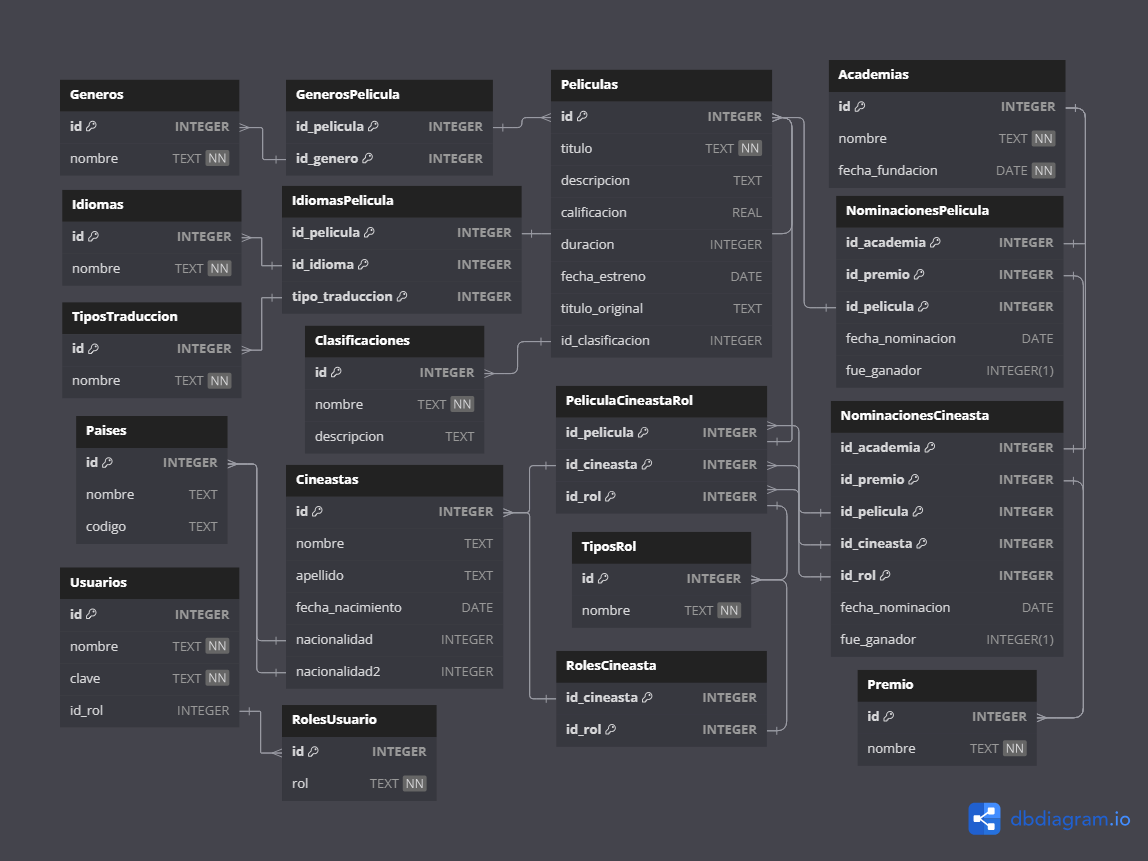 Generos
id INTEGER
nombre TEXT NN
GenerosPelicula
id_pelicula INTEGER
id_genero INTEGER
Peliculas
id INTEGER
titulo TEXT NN
descripcion TEXT
calificacion REAL
duracion INTEGER
fecha_estreno DATE
titulo_original TEXT
id_clasificacion INTEGER
Academias
id INTEGER
nombre TEXT NN
fecha_fundacion DATE NN
Idiomas
id INTEGER
nombre TEXT NN
IdiomasPelicula
id_pelicula INTEGER
id_idioma INTEGER
tipo_traduccion INTEGER
NominacionesPelicula
id_academia INTEGER
id_premio INTEGER
id_pelicula INTEGER
fecha_nominacion DATE
fue_ganador INTEGER(1)
TiposTraduccion
id INTEGER
nombre TEXT NN
Clasificaciones
id INTEGER
nombre TEXT NN
descripcion TEXT
PeliculaCineastaRol
id_pelicula INTEGER
id_cineasta INTEGER
id_rol INTEGER
NominacionesCineasta
id_academia INTEGER
id_premio INTEGER
id_pelicula INTEGER
id_cineasta INTEGER
id_rol INTEGER
fecha_nominacion DATE
fue_ganador INTEGER(1)
Paises
id INTEGER
nombre TEXT
codigo TEXT
Cineastas
id INTEGER
nombre TEXT
apellido TEXT
fecha_nacimiento DATE
nacionalidad INTEGER
nacionalidad2 INTEGER
TiposRol
id INTEGER
nombre TEXT NN
Usuarios
id INTEGER
nombre TEXT NN
clave TEXT NN
id_rol INTEGER
RolesCineasta
id_cineasta INTEGER
id_rol INTEGER
Premio
id INTEGER
nombre TEXT NN
RolesUsuario
id INTEGER
rol TEXT NN
dbdiagram.io